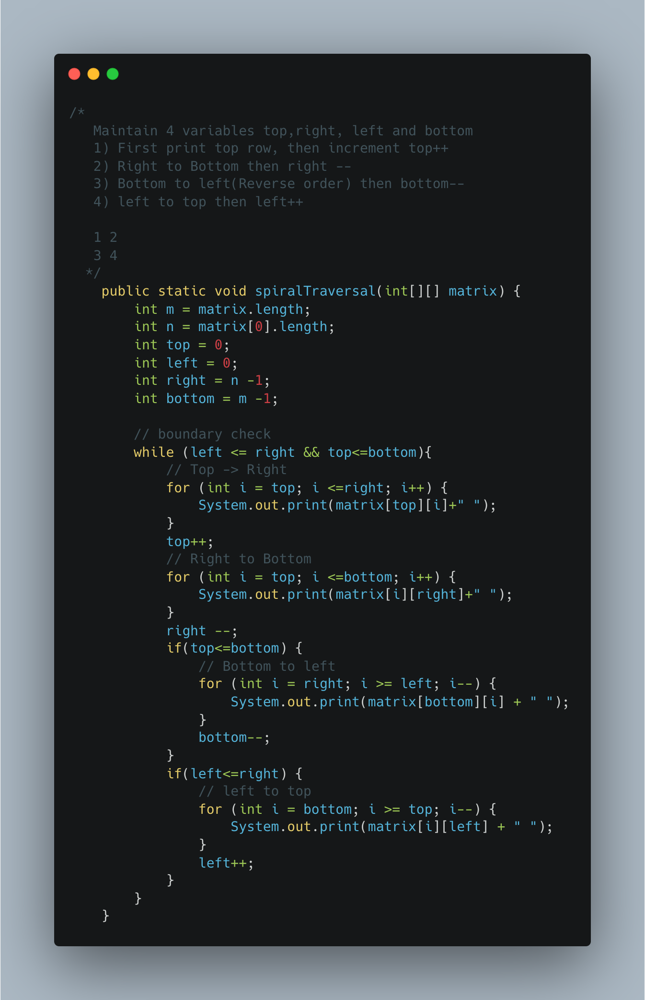 /*
   Maintain 4 variables top,right, left and bottom
   1) First print top row, then increment top++
   2) Right to Bottom then right --
   3) Bottom to left(Reverse order) then bottom--
   4) left to top then left++

   1 2
   3 4
  */
    public static void spiralTraversal(int[][] matrix) {
        int m = matrix.length;
        int n = matrix[0].length;
        int top = 0;
        int left = 0;
        int right = n -1;
        int bottom = m -1;

        // boundary check
        while (left <= right && top<=bottom){
            // Top -> Right
            for (int i = top; i <=right; i++) {
                System.out.print(matrix[top][i]+" ");
            }
            top++;
            // Right to Bottom
            for (int i = top; i <=bottom; i++) {
                System.out.print(matrix[i][right]+" ");
            }
            right --;
            if(top<=bottom) {
                // Bottom to left
                for (int i = right; i >= left; i--) {
                    System.out.print(matrix[bottom][i] + " ");
                }
                bottom--;
            }
            if(left<=right) {
                // left to top
                for (int i = bottom; i >= top; i--) {
                    System.out.print(matrix[i][left] + " ");
                }
                left++;
            }
        }
    }